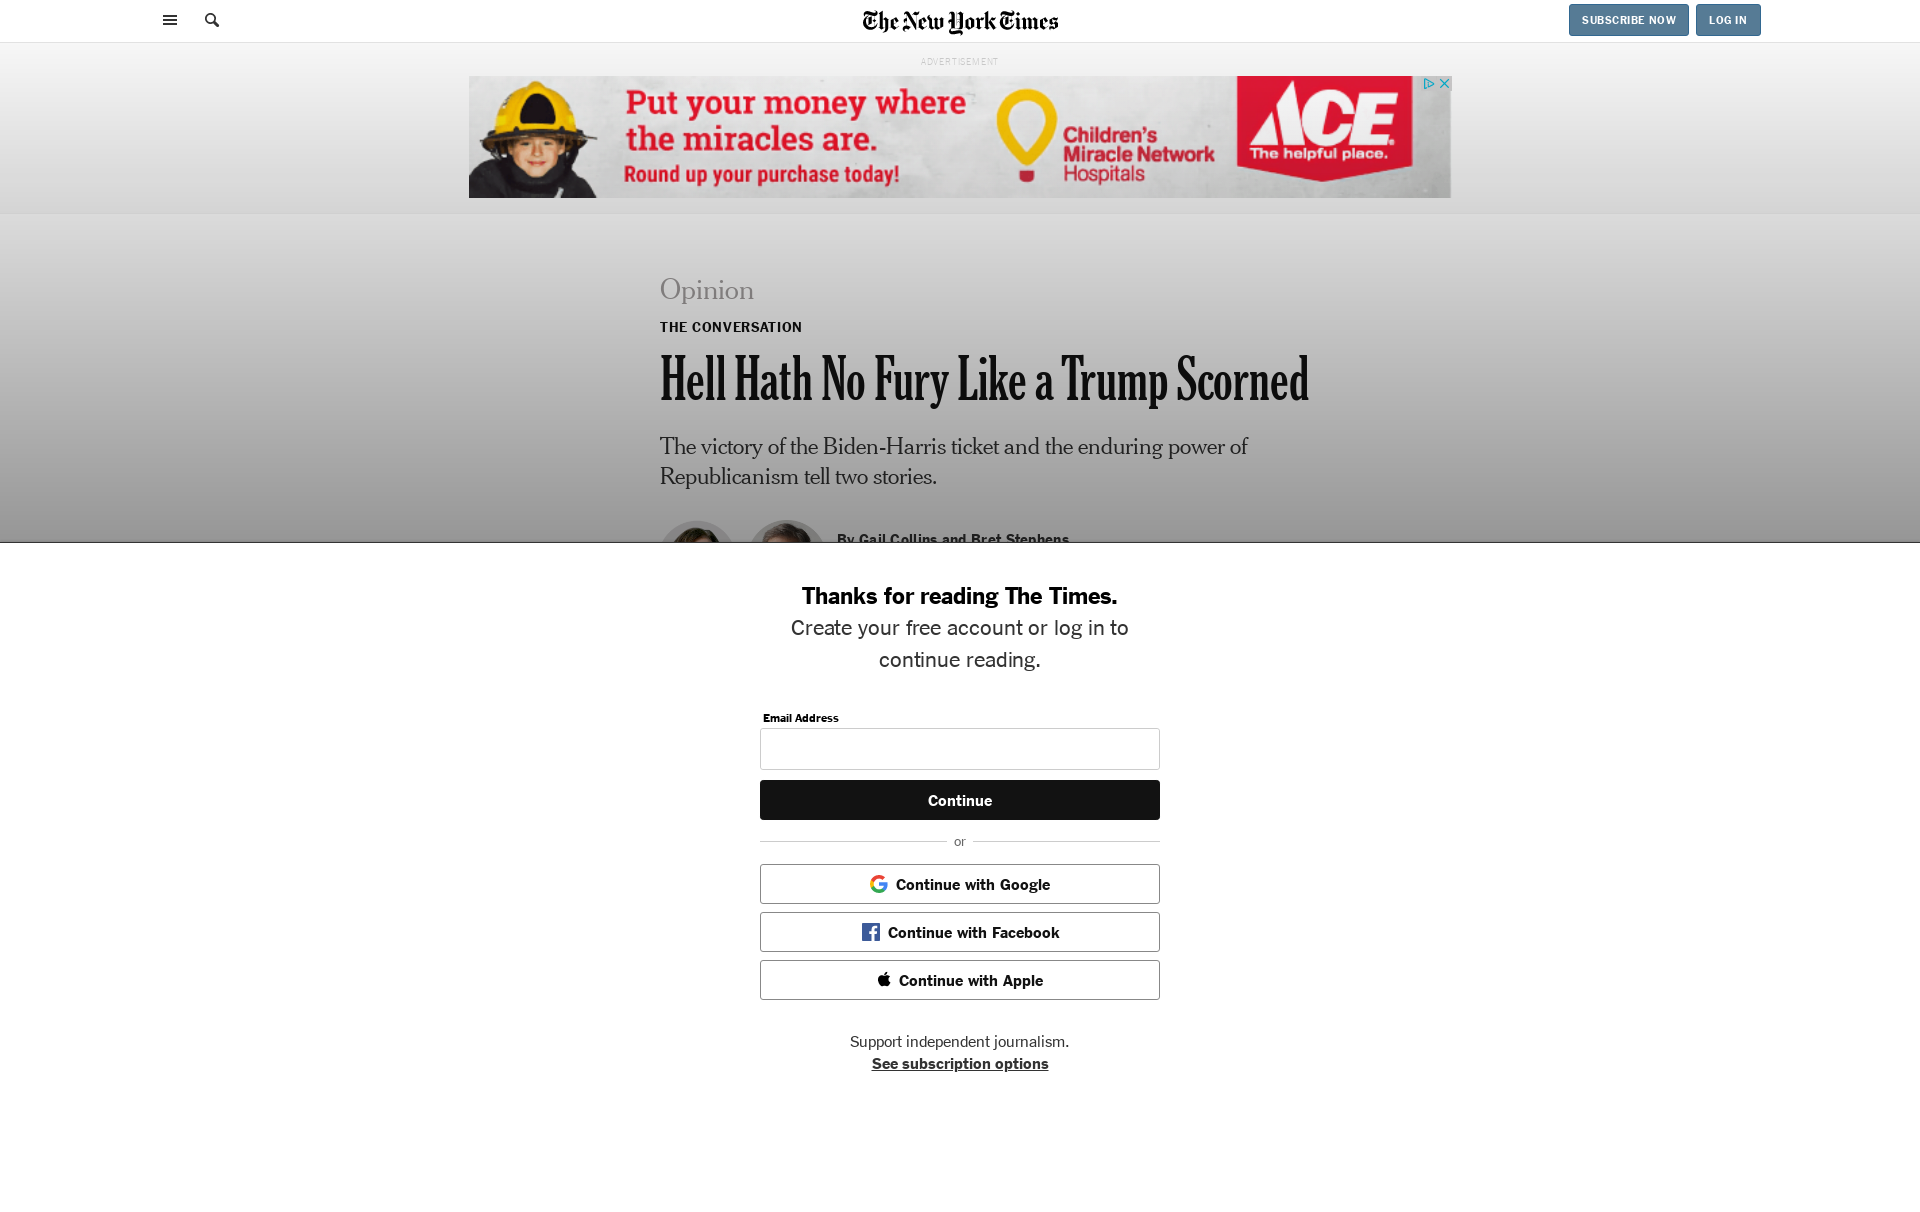 The New York Times
SUBSCRIBE NOW
LOG IN
ADVERTISEMENT
Put your money where
the miracles are.
Round up your purchase today!
Children's
Miracle Network
Hospitals
ACE
The helpful place.
Opinion
THE CONVERSATION
Hell Hath No Fury Like a Trump Scorned
The victory of the Biden-Harris ticket and the enduring power of
Republicanism tell two stories.
By Gail Collins and Bret Stephens
Thanks for reading The Times.
Create your free account or log in to
continue reading.
Email Address
Continue
or
Continue with Google
Continue with Facebook
Continue with Apple
Support independent journalism.
See subscription options